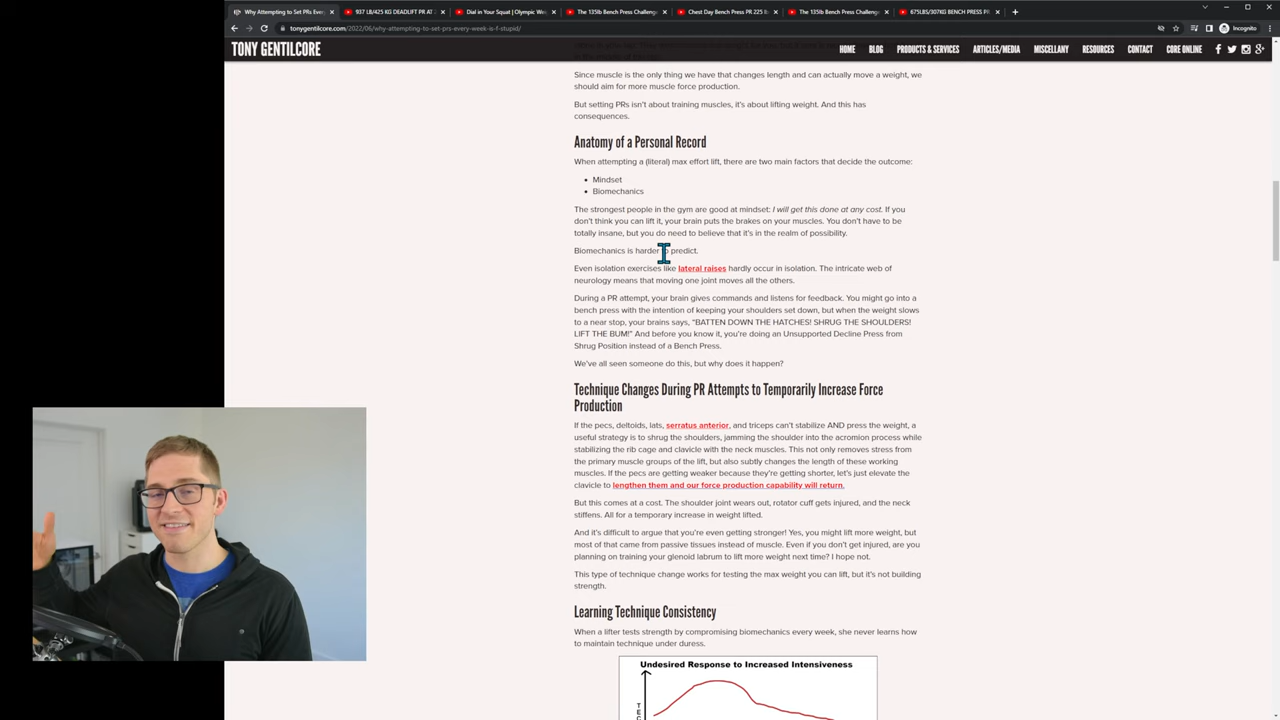 Why Attempting to Set PRs Eve
937 LB/425 KG DEADLIFT PR AT
Dial in Your Squat | Olympic We
The 135lb Bench Press Challeng
Chest Day Bench Press PR 225 l
The 135lb Bench Press Challeng
675LBS/307KG BENCH PRESS PR
tonygentilcore.com/2022/06/why-attempting-to-set-prs-every-week-is-f-stupid/
Incognito
TONY GENTILCORE
HOME BLOG PRODUCTS & SERVICES ARTICLES/MEDIA MISCELLANY RESOURCES CONTACT CORE ONLINE
Since muscle is the only thing we have that changes length and can actually move a weight, we
should aim for more muscle force production.
But setting PRs isn't about training muscles, it's about lifting weight. And this has
consequences.
Anatomy of a Personal Record
When attempting a (literal) max effort lift, there are two main factors that decide the outcome:
• Mindset
• Biomechanics
The strongest people in the gym are good at mindset: I will get this done at any cost. If you
don't think you can lift it, your brain puts the brakes on your muscles. You don't have to be
totally insane, but you do need to believe that it's in the realm of possibility.
Biomechanics is harder to predict.
Even isolation exercises like lateral raises hardly occur in isolation. The intricate web of
neurology means that moving one joint moves all the others.
During a PR attempt, your brain gives commands and listens for feedback. You might go into a
bench press with the intention of keeping your shoulders set down, but when the weight slows
to a near stop, your brains says, "BATTEN DOWN THE HATCHES! SHRUG THE SHOULDERS!
LIFT THE BUM!" And before you know it, you're doing an Unsupported Decline Press from
Shrug Position instead of a Bench Press.
We've all seen someone do this, but why does it happen?
Technique Changes During PR Attempts to Temporarily Increase Force
Production
If the pecs, deltoids, lats, serratus anterior, and triceps can't stabilize AND press the weight, a
useful strategy is to shrug the shoulders, jamming the shoulder into the acromion process while
stabilizing the rib cage and clavicle with the neck muscles. This not only removes stress from
the primary muscle groups of the lift, but also subtly changes the length of these working
muscles. If the pecs are getting weaker because they're getting shorter, let's just elevate the
clavicle to lengthen them and our force production capability will return.
But this comes at a cost. The shoulder joint wears out, rotator cuff gets injured, and the neck
stiffens. All for a temporary increase in weight lifted.
And it's difficult to argue that you're even getting stronger! Yes, you might lift more weight, but
most of that came from passive tissues instead of muscle. Even if you don't get injured, are you
planning on training your glenoid labrum to lift more weight next time? I hope not.
This type of technique change works for testing the max weight you can lift, but it's not building
strength.
Learning Technique Consistency
When a lifter tests strength by compromising biomechanics every week, she never learns how
to maintain technique under duress.
Undesired Response to Increased Intensiveness
TEC